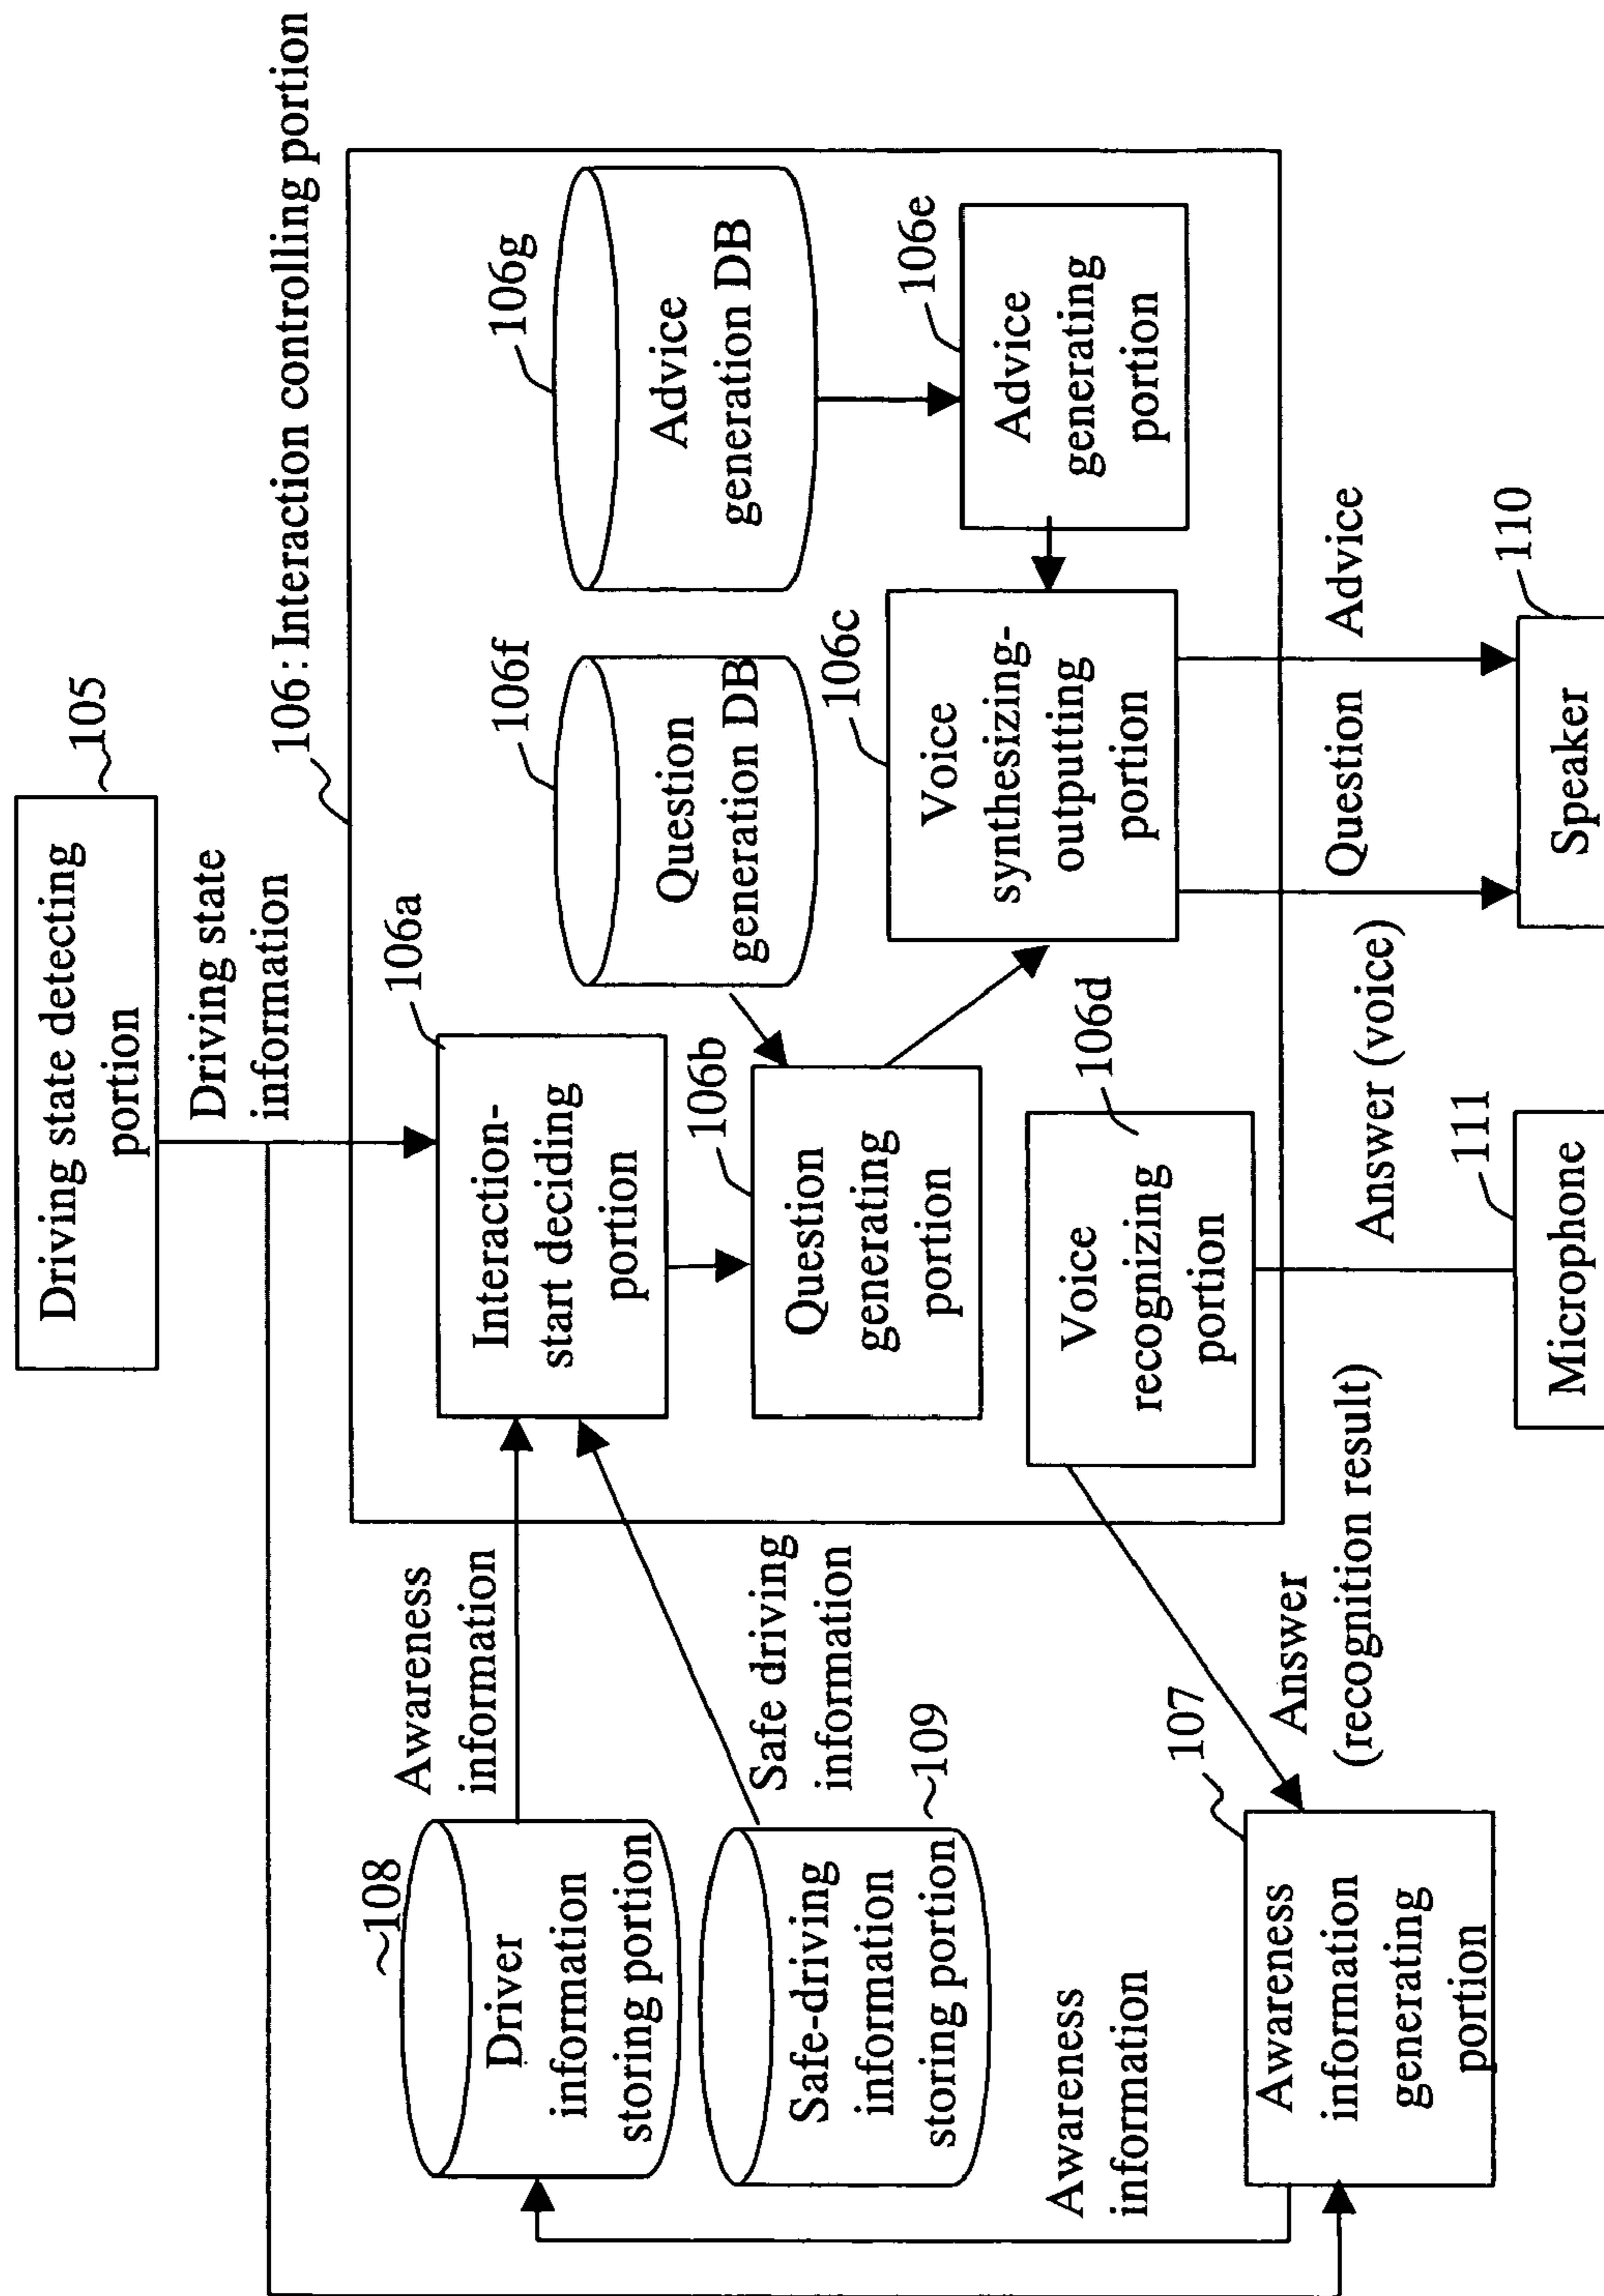 Driving state detecting
portion
105
Driving state
information
106: Interaction controlling portion
108
Driver
information
storing portion
Awareness
information
Safe-driving
information
storing portion
109
Safe driving
information
Awareness
information
107
Awareness
information
generating
portion
Answer
(recognition result)
106a
Interaction-
start deciding
portion
106b
Question
generating
portion
106f
Question
generation DB
106g
Advice
generation DB
106c
Voice
synthesizing-
outputing
portion
106e
Advice
generating
portion
106d
Voice
recognizing
portion
Answer (voice)
Question
Advice
111
Microphone
110
Speaker